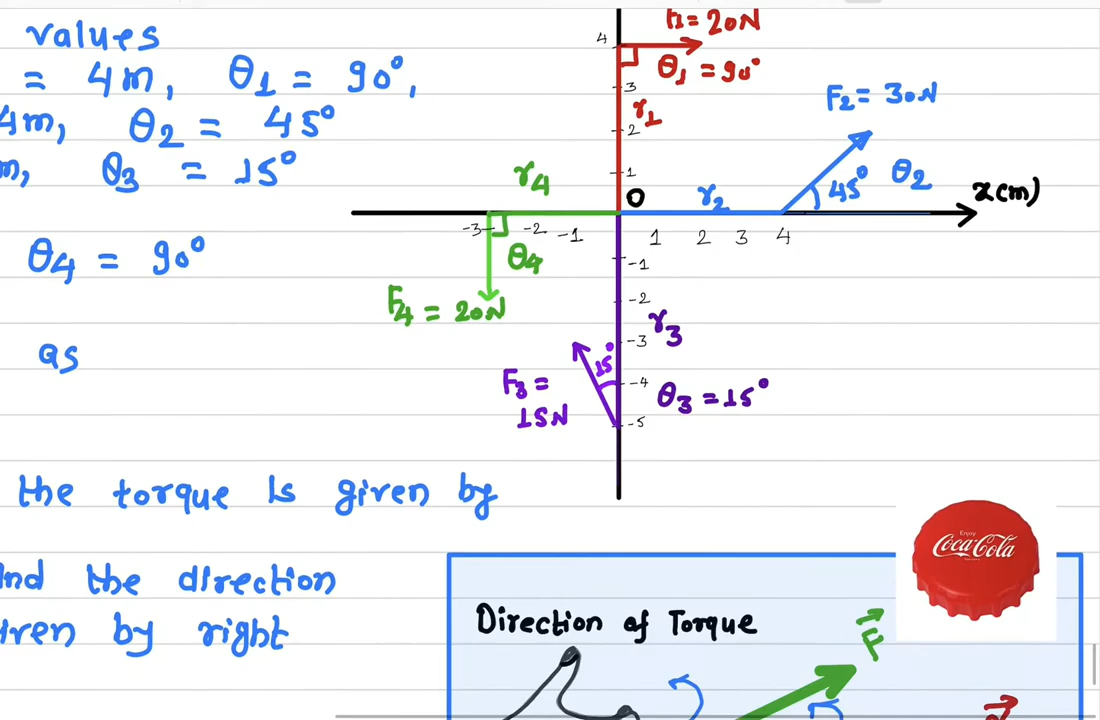 values
= 4m, θ1 = 90°,
4m, θ2 = 45°
m, θ3 = 15°
θ4 = 90°
as
the torque is given by
and the direction
given by right
F1 = 20N
θ1 = 90°
r1
4
3
2
1
F2 = 30N
45° θ2
r2
x(m)
O
r4
-3 -2 -1 1 2 3 4
θ4
F4 = 20N
-1
-2
-3
-4
-5
r3
15°
F3 =
15N
θ3 = 15°
Enjoy
Coca-Cola
Direction of Torque
F